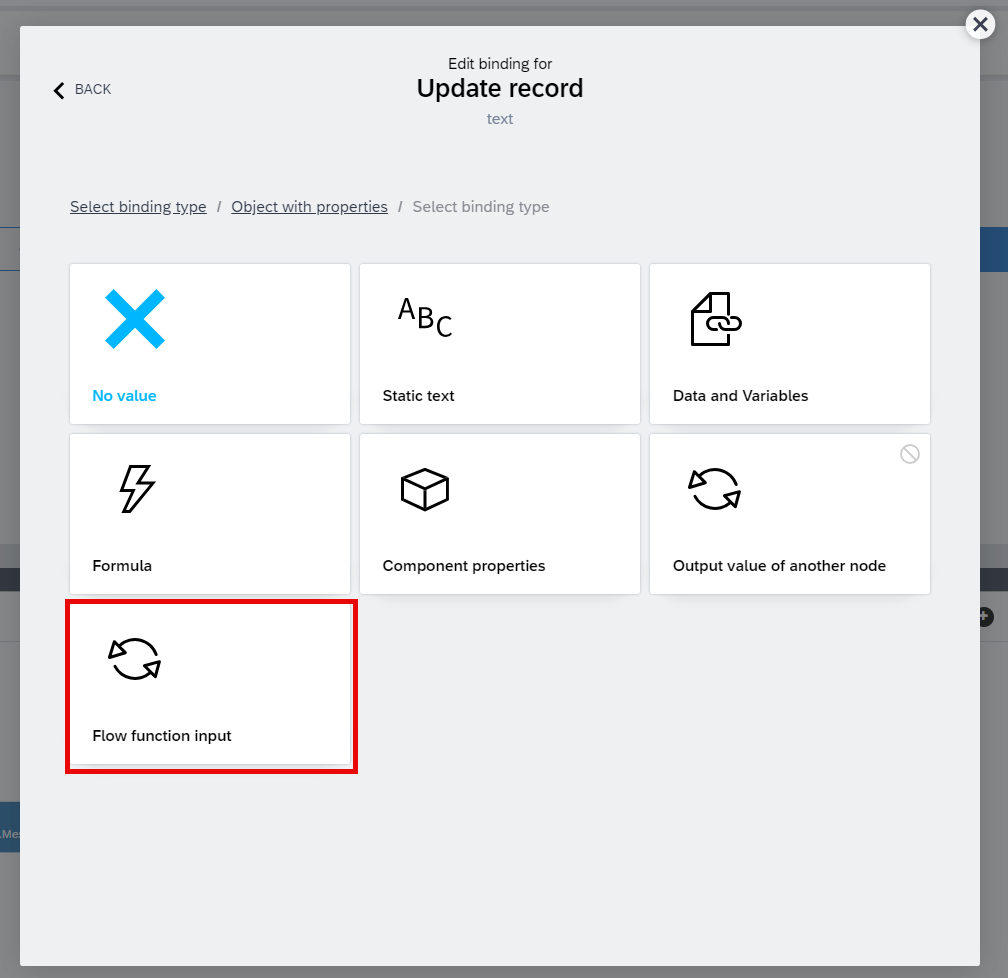 Edit binding for
BACK
Update record
text
Select binding type / Object with properties / Select binding type
ABC
No value
Static text
Data and Variables
Formula
Component properties
Output value of another node
Flow function input
.Mes